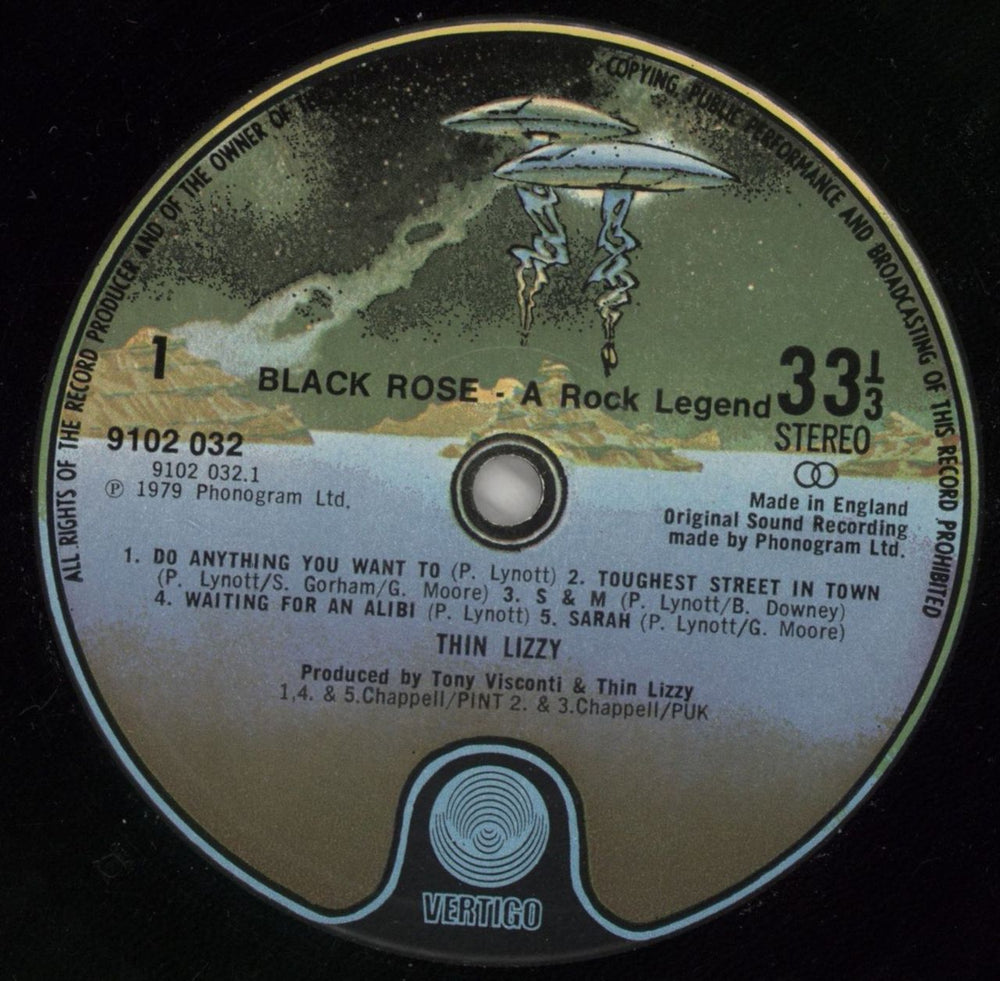 ALL RIGHTS OF THE RECORD PRODUCER AND OF THE OWNER OF
COPYING, PUBLIC PERFORMANCE AND BROADCASTING OF THIS RECORD PROHIBITED
1
BLACK ROSE - A Rock Legend
33⅓
STEREO
9102 032
9102 032.1
℗ 1979 Phonogram Ltd.
Made in England
Original Sound Recording
made by Phonogram Ltd.
1. DO ANYTHING YOU WANT TO (P. Lynott) 2. TOUGHEST STREET IN TOWN
(P. Lynott/S. Gorham/G. Moore) 3. S & M (P. Lynott/B. Downey)
4. WAITING FOR AN ALIBI (P. Lynott) 5. SARAH (P. Lynott/G. Moore)
THIN LIZZY
Produced by Tony Visconti & Thin Lizzy
1,4. & 5.Chappell/PINT 2. & 3.Chappell/PUK
VERTIGO